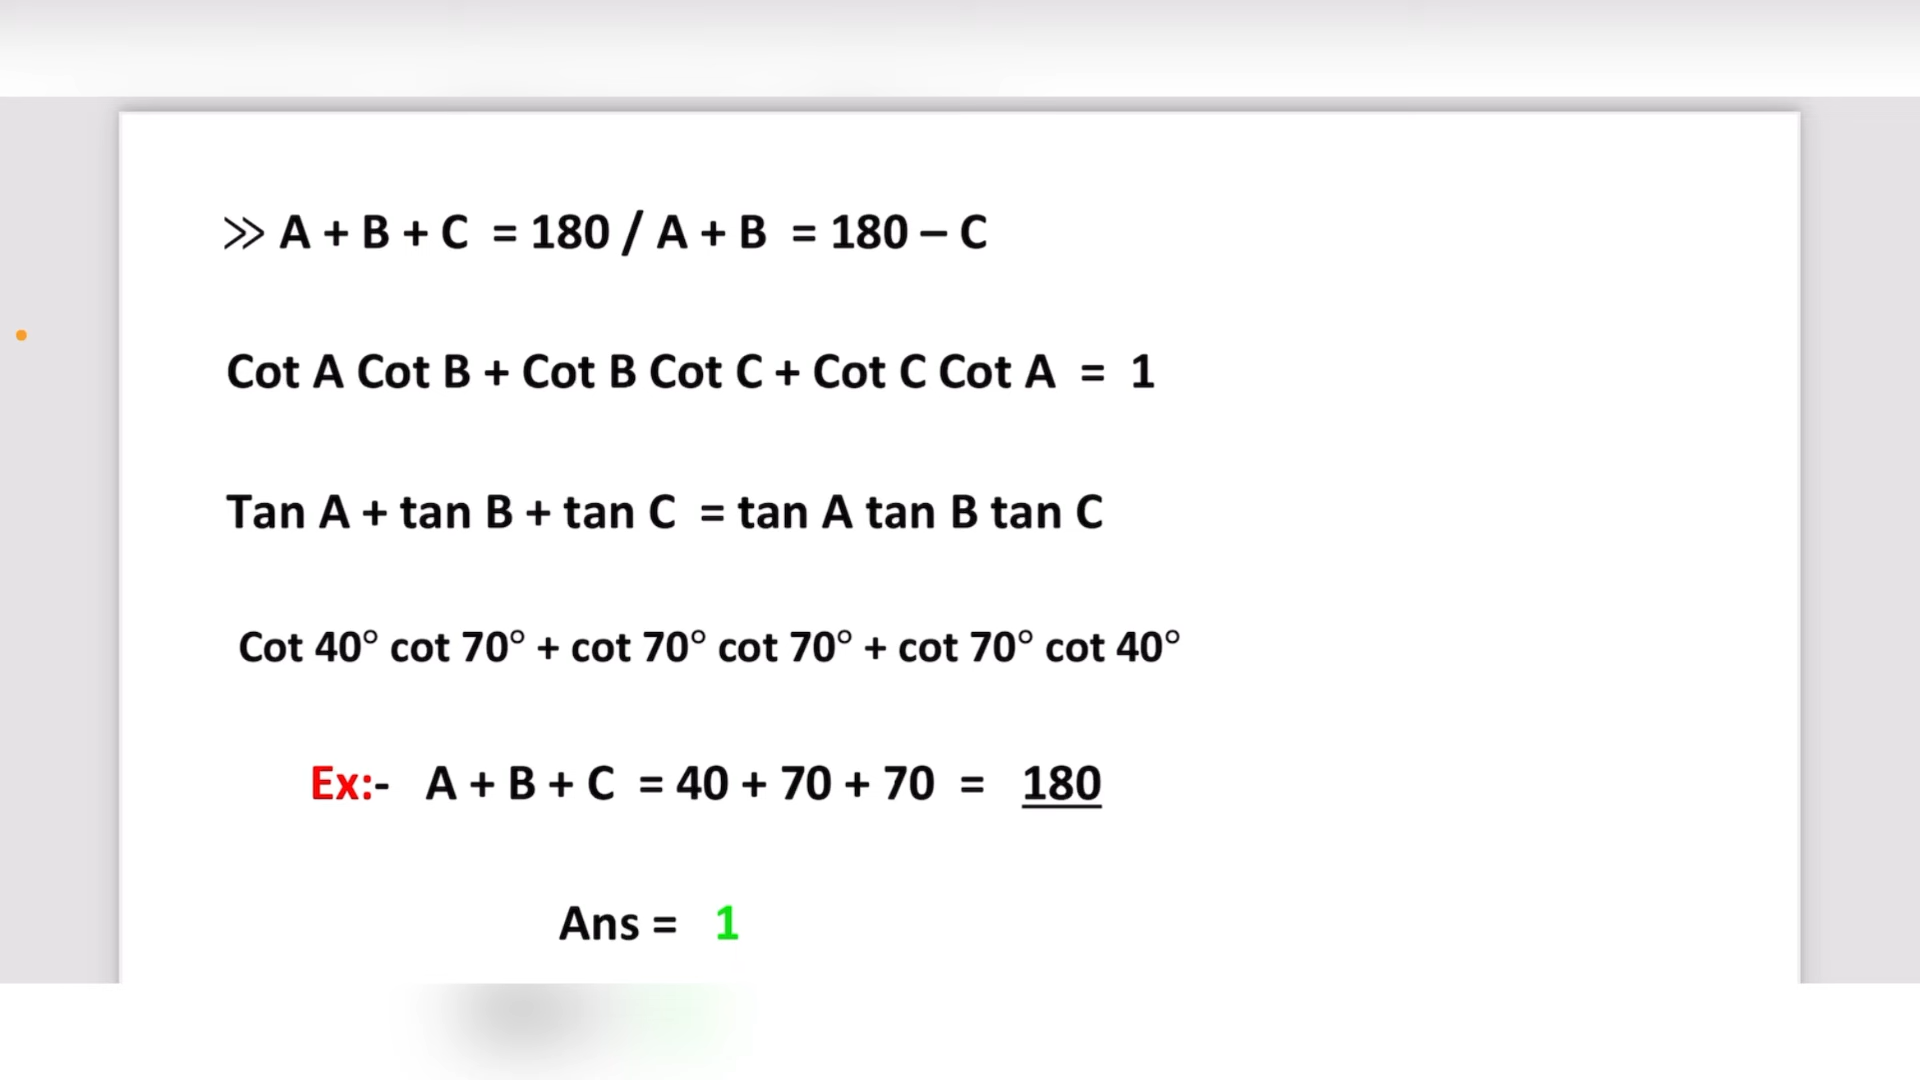 ≫ A + B + C = 180 / A + B = 180 – C
Cot A Cot B + Cot B Cot C + Cot C Cot A = 1
Tan A + tan B + tan C = tan A tan B tan C
Cot 40° cot 70° + cot 70° cot 70° + cot 70° cot 40°
Ex:- A + B + C = 40 + 70 + 70 = 180
Ans = 1